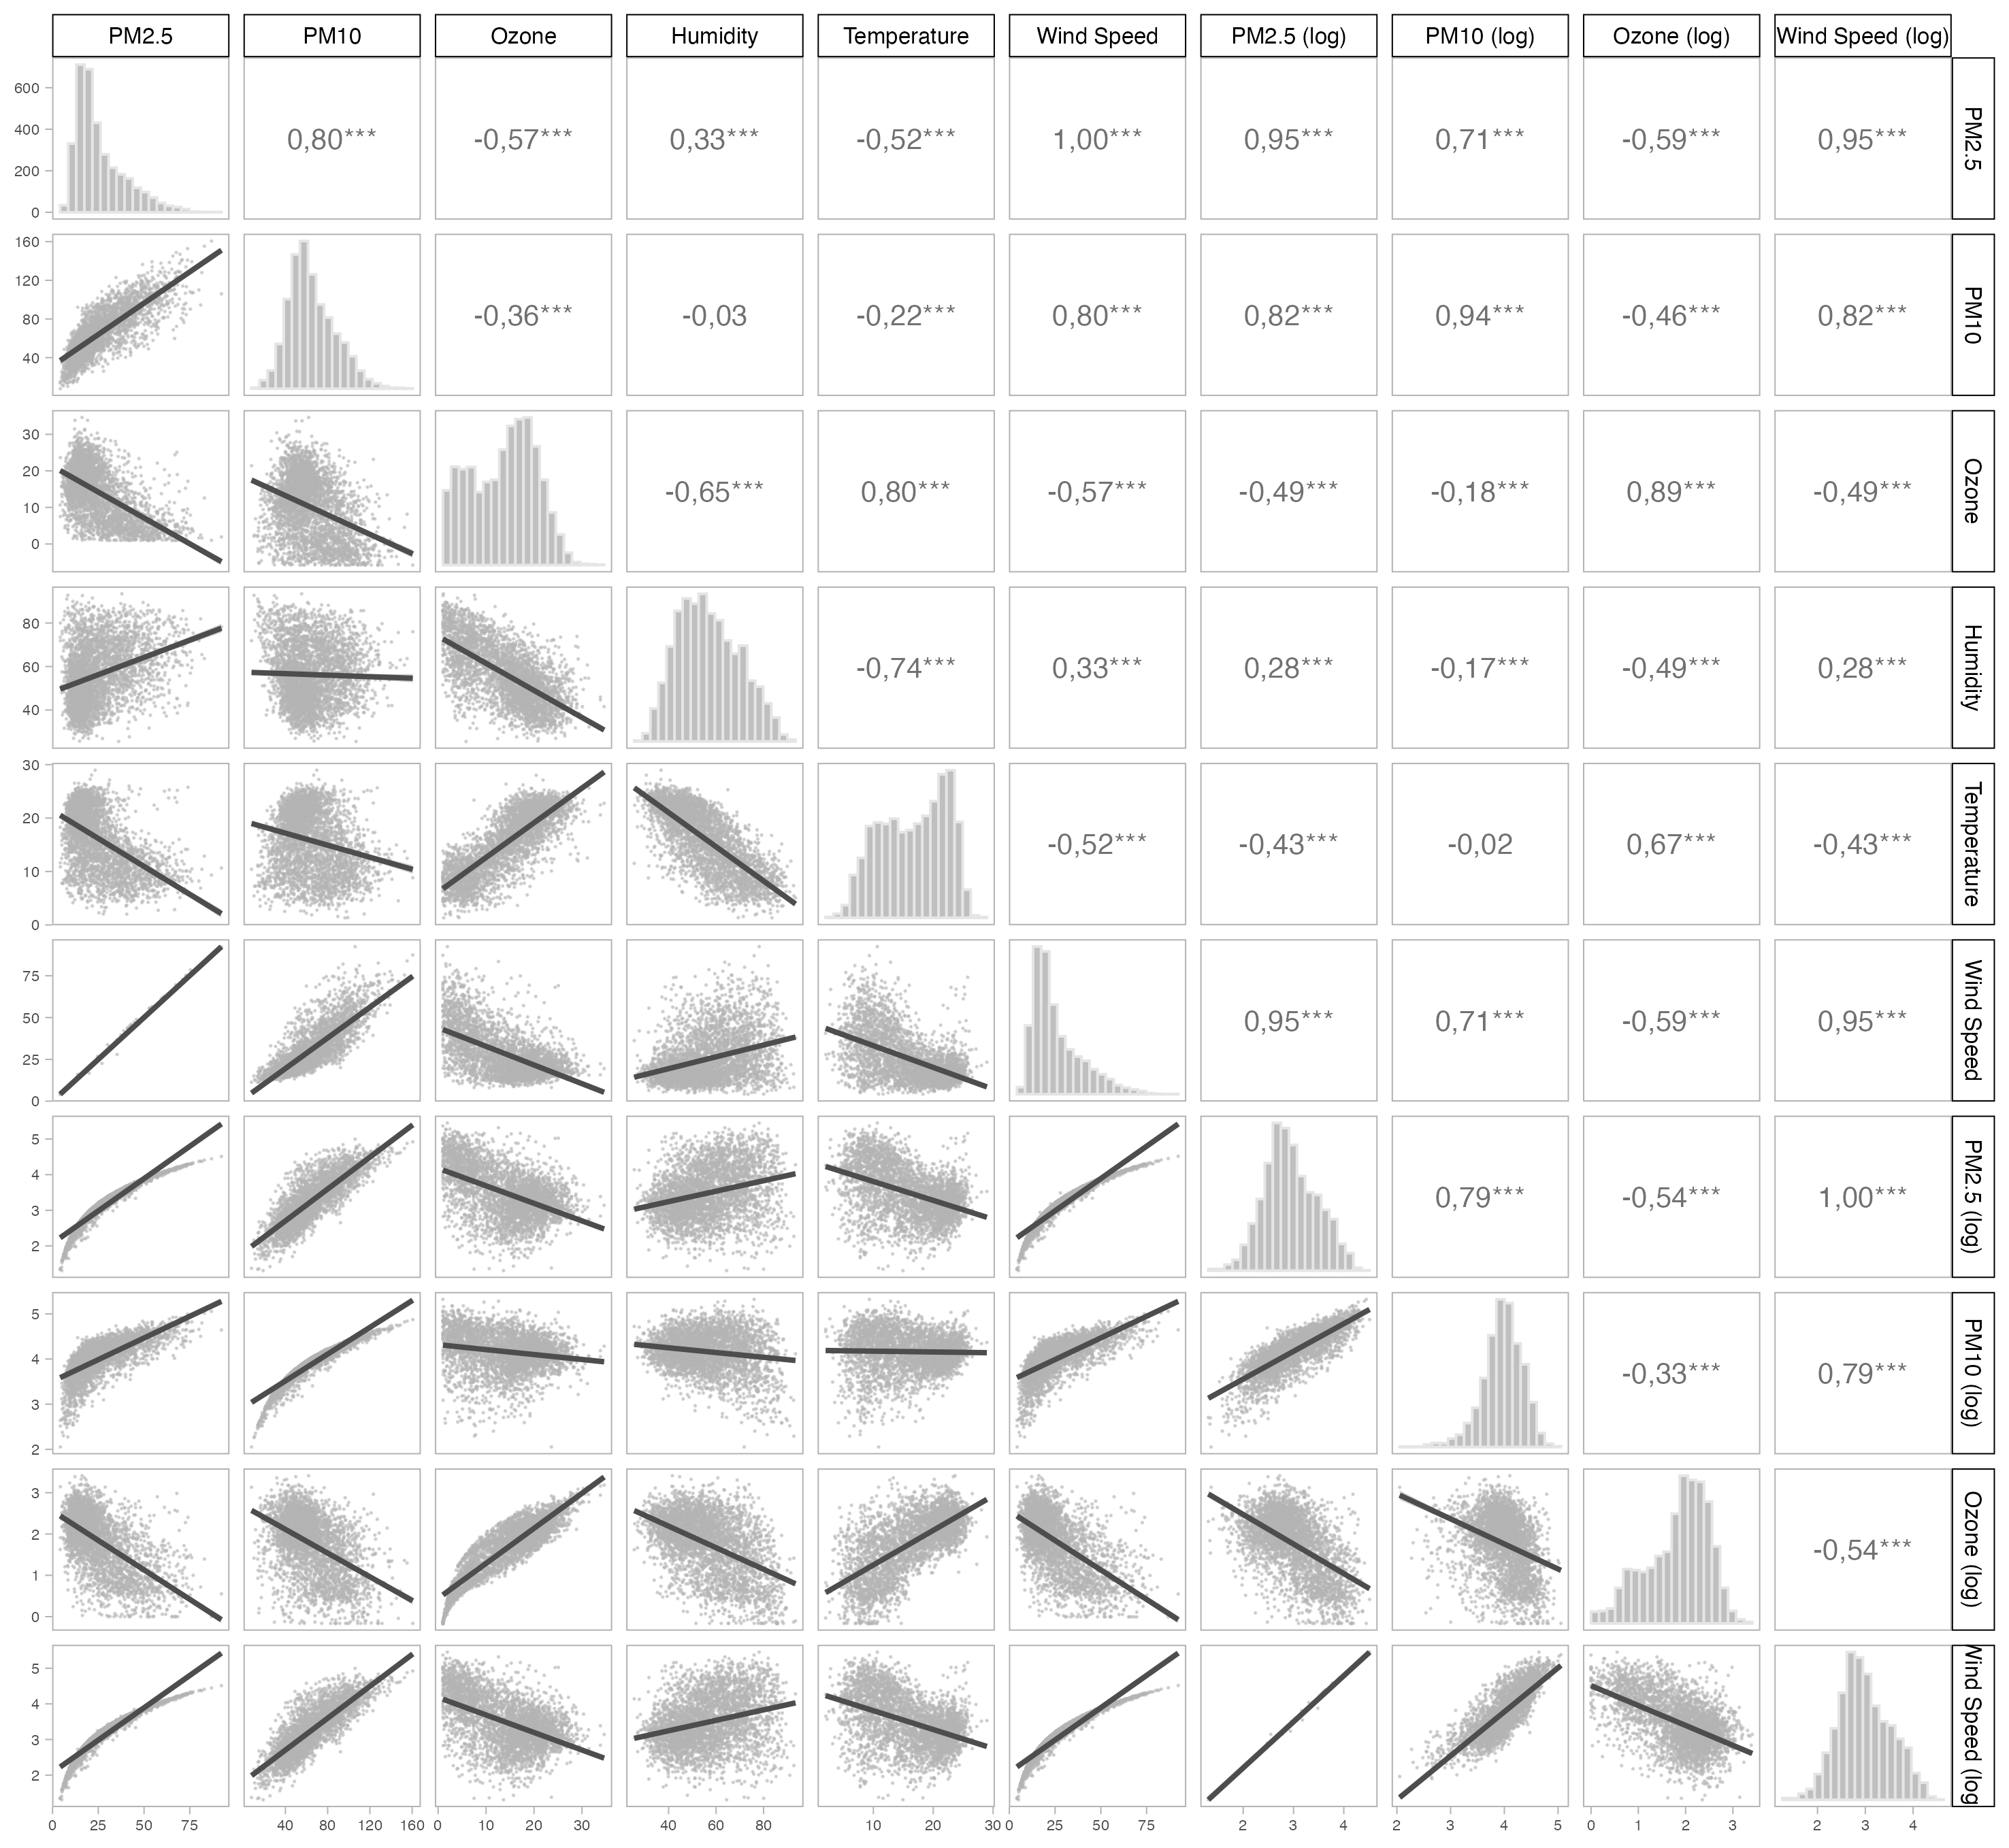 PM2.5 PM10 Ozone Humidity Temperature Wind Speed PM2.5 (log) PM10 (log) Ozone (log) Wind Speed (log)
600
400
200
0
0,80*** -0,57*** 0,33*** -0,52*** 1,00*** 0,95*** 0,71*** -0,59*** 0,95***
PM2.5
160
120
80
40
-0,36*** -0,03 -0,22*** 0,80*** 0,82*** 0,94*** -0,46*** 0,82***
PM10
30
20
10
0
-0,65*** 0,80*** -0,57*** -0,49*** -0,18*** 0,89*** -0,49***
Ozone
80
60
40
-0,74*** 0,33*** 0,28*** -0,17*** -0,49*** 0,28***
Humidity
30
20
10
0
-0,52*** -0,43*** -0,02 0,67*** -0,43***
Temperature
75
50
25
0
0,95*** 0,71*** -0,59*** 0,95***
Wind Speed
5
4
3
2
0,79*** -0,54*** 1,00***
PM2.5 (log)
5
4
3
2
-0,33*** 0,79***
PM10 (log)
3
2
1
0
-0,54***
Ozone (log)
5
4
3
2
Wind Speed (log
0 25 50 75 40 80 120 160 0 10 20 30 40 60 80 10 20 30 0 25 50 75 2 3 4 2 3 4 5 0 1 2 3 2 3 4